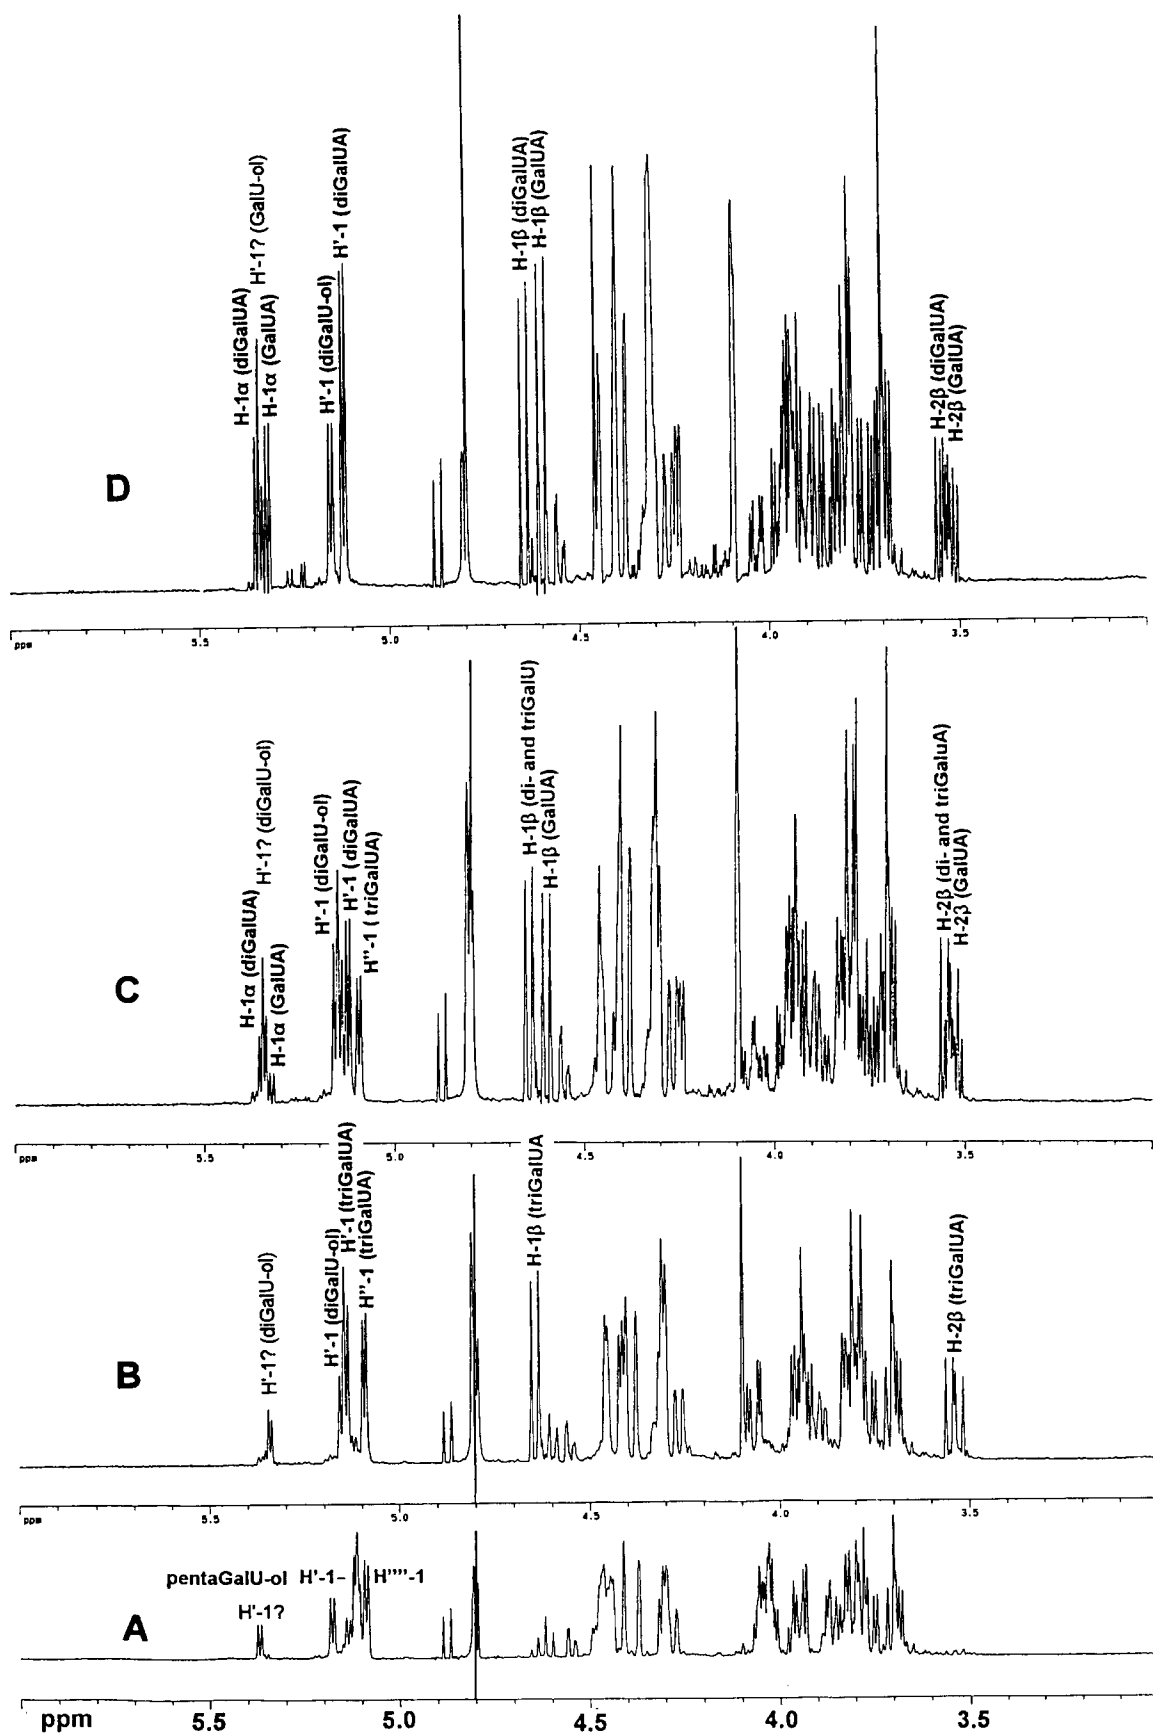 H-1α (diGalUA)
H'-1? (GalU-ol)
H-1α (GalUA)
H'-1 (diGalU-ol)
H'-1 (diGalUA)
H-1β (diGalUA)
H-1β (GalUA)
H-2β (diGalUA)
H-2β (GalUA)
D
ppm 5.5 5.0 4.5 4.0 3.5
H-1α (diGalUA)
H'-1? (diGalU-ol)
H-1α (GalUA)
H'-1 (diGalU-ol)
H'-1 (diGalUA)
H''-1 ( triGalUA)
H-1β (di- and triGalU)
H-1β (GalUA)
H-2β (di- and triGaluA)
H-2β (GalUA)
C
ppm 5.5 5.0 4.5 4.0 3.5
H'-1? (diGalU-ol)
H'-1 (diGalU-ol)
H'-1 (triGalUA)
H''-1 (triGalUA)
H-1β (triGalUA
H-2β (triGalUA)
B
ppm 5.5 5.0 4.5 4.0 3.5
pentaGalU-ol H'-1– H'''''-1
H'-1?
A
ppm 5.5 5.0 4.5 4.0 3.5